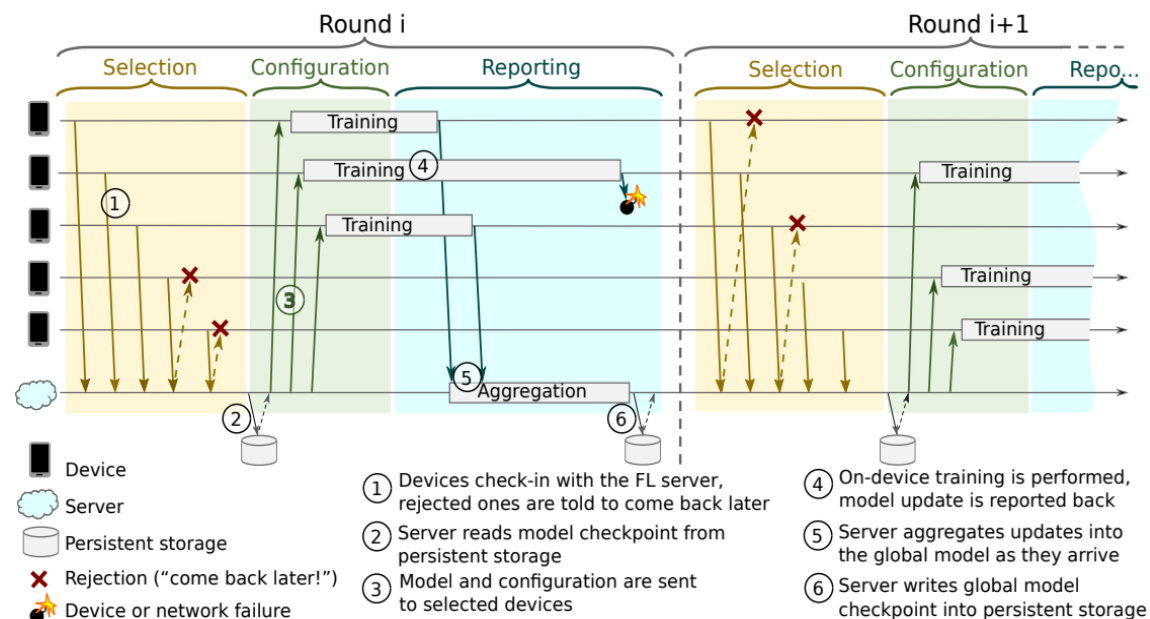 Round i
Round i+1
Selection
Configuration
Reporting
Selection
Configuration
Repo...
Training
Training
4
1
Training
Training
3
Training
Training
5
Aggregation
2
6
Device
Server
Persistent storage
Rejection (“come back later!”)
Device or network failure
1
Devices check-in with the FL server,
rejected ones are told to come back later
2
Server reads model checkpoint from
persistent storage
3
Model and configuration are sent
to selected devices
4
On-device training is performed,
model update is reported back
5
Server aggregates updates into
the global model as they arrive
6
Server writes global model
checkpoint into persistent storage